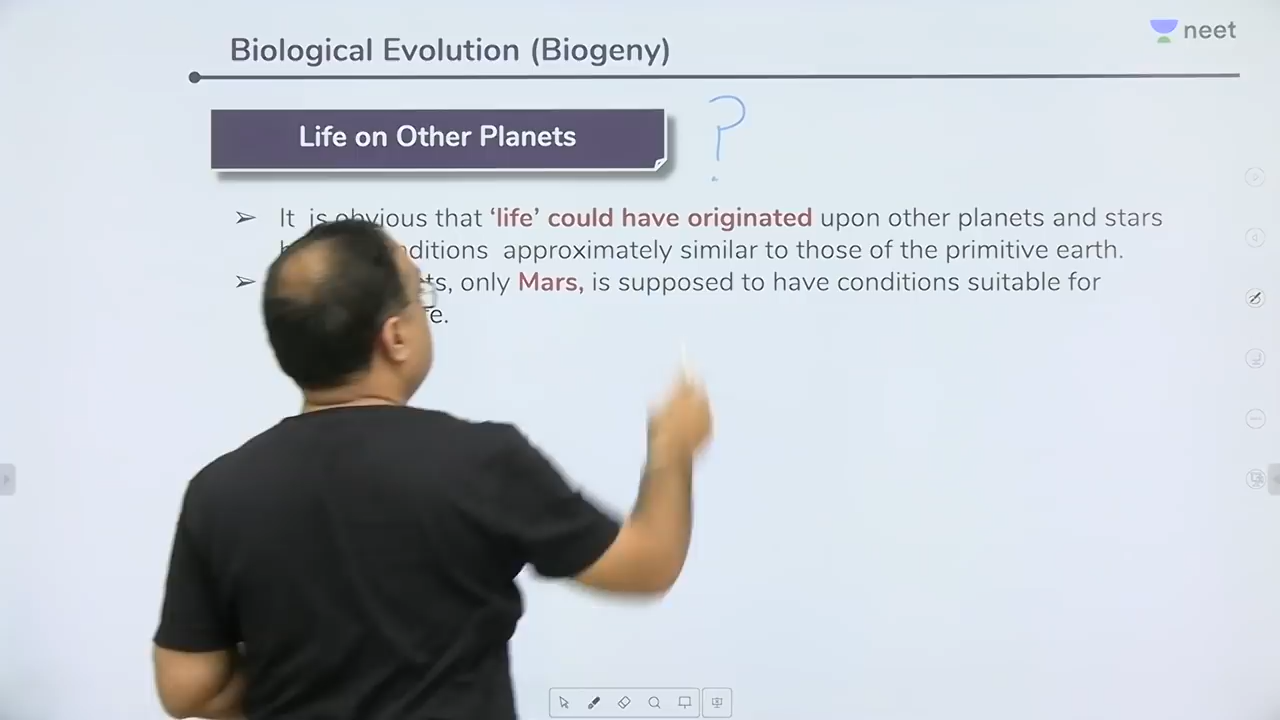 neet
Biological Evolution (Biogeny)
Life on Other Planets
?
➢ It is obvious that ‘life’ could have originated upon other planets and stars
approximately similar to those of the primitive earth.
➢ only Mars, is supposed to have conditions suitable for